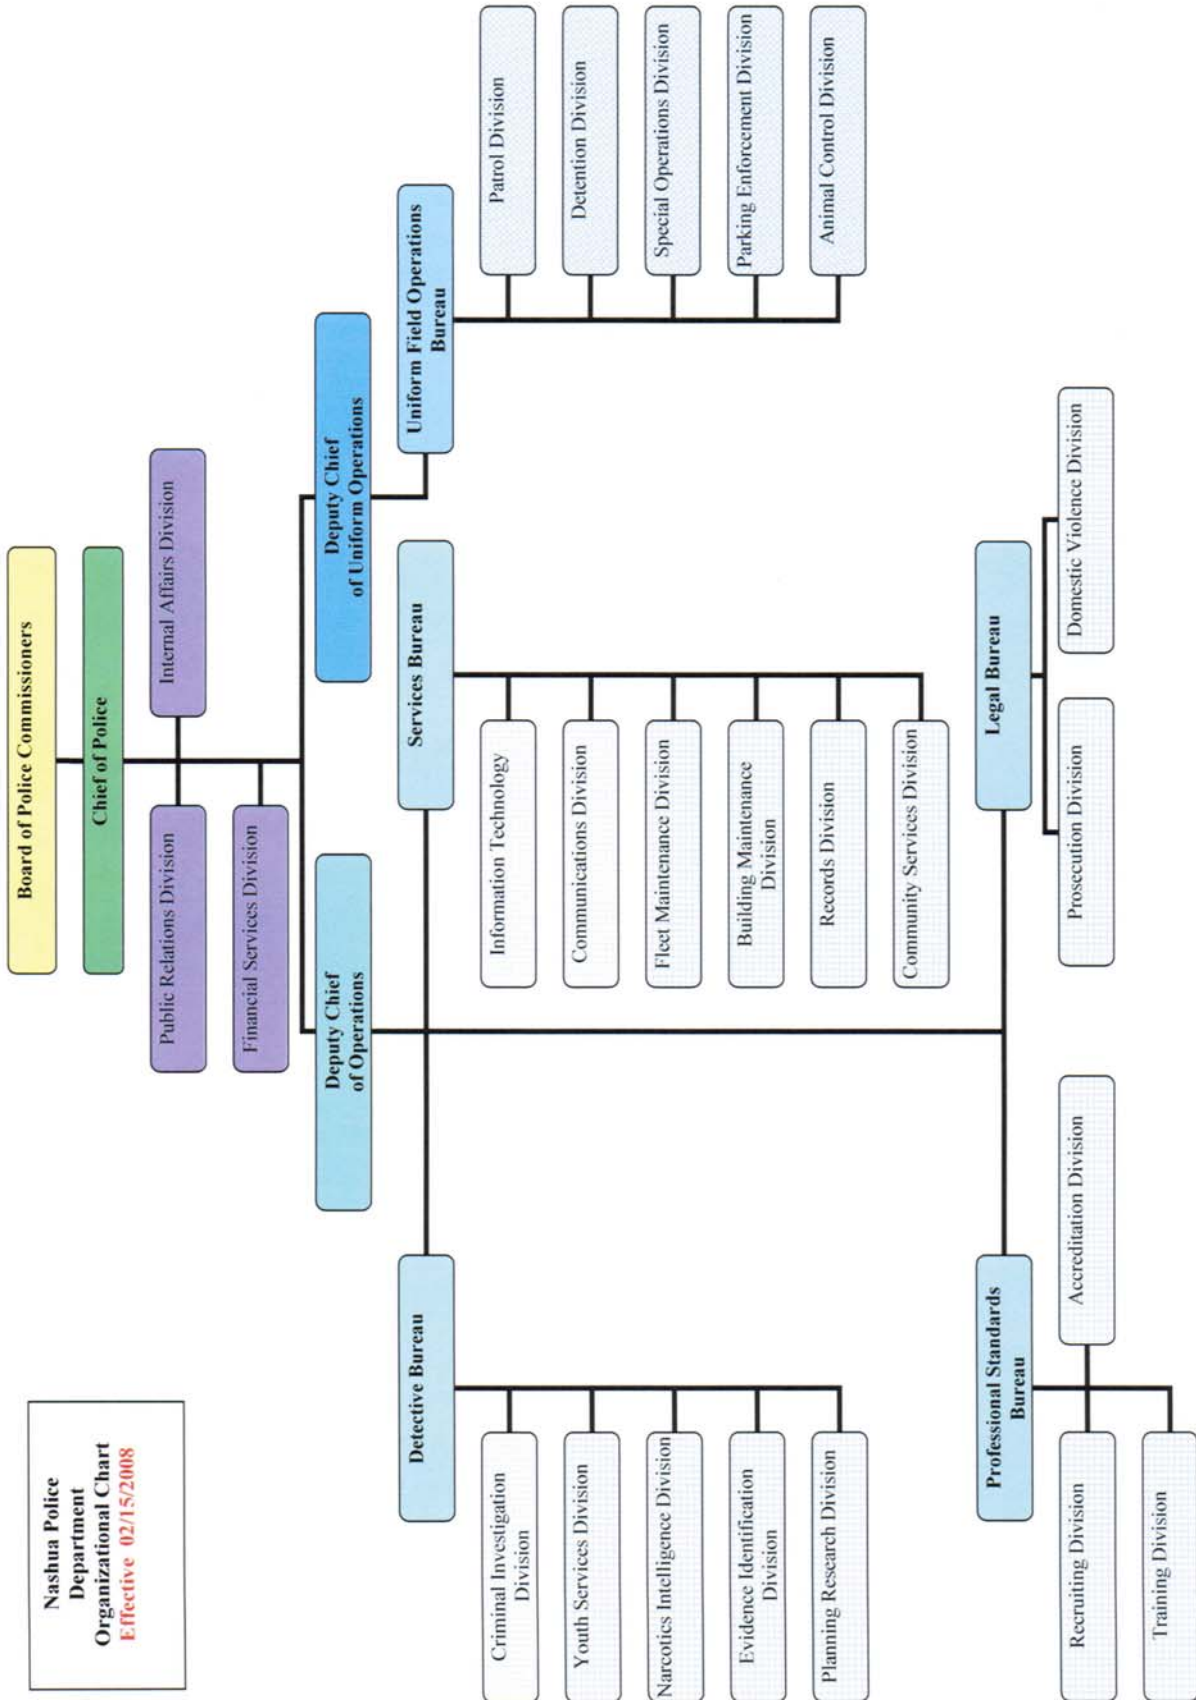 Nashua Police
Department
Organizational Chart
Effective 02/15/2008
Board of Police Commissioners
Chief of Police
Public Relations Division
Internal Affairs Division
Financial Services Division
Deputy Chief
of Operations
Deputy Chief
of Uniform Operations
Detective Bureau
Services Bureau
Uniform Field Operations
Bureau
Criminal Investigation
Division
Youth Services Division
Narcotics Intelligence Division
Evidence Identification
Division
Planning Research Division
Information Technology
Communications Division
Fleet Maintenance Division
Building Maintenance
Division
Records Division
Community Services Division
Patrol Division
Detention Division
Special Operations Division
Parking Enforcement Division
Animal Control Division
Professional Standards
Bureau
Legal Bureau
Recruiting Division
Accreditation Division
Training Division
Prosecution Division
Domestic Violence Division